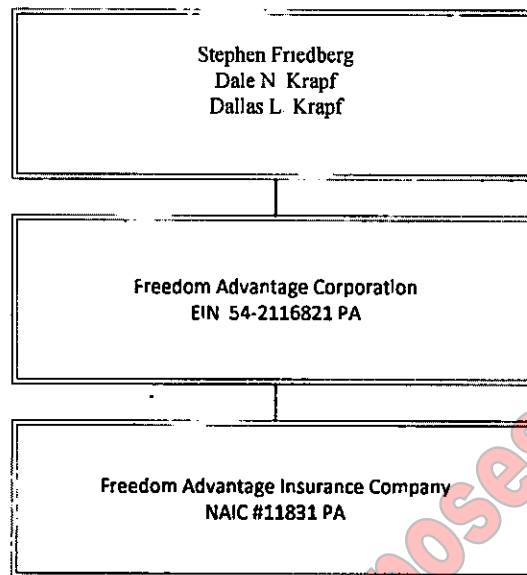 Stephen Friedberg
Dale N Krapf
Dallas L Krapf
Freedom Advantage Corporation
EIN 54-2116821 PA
Freedom Advantage Insurance Company
NAIC #11831 PA